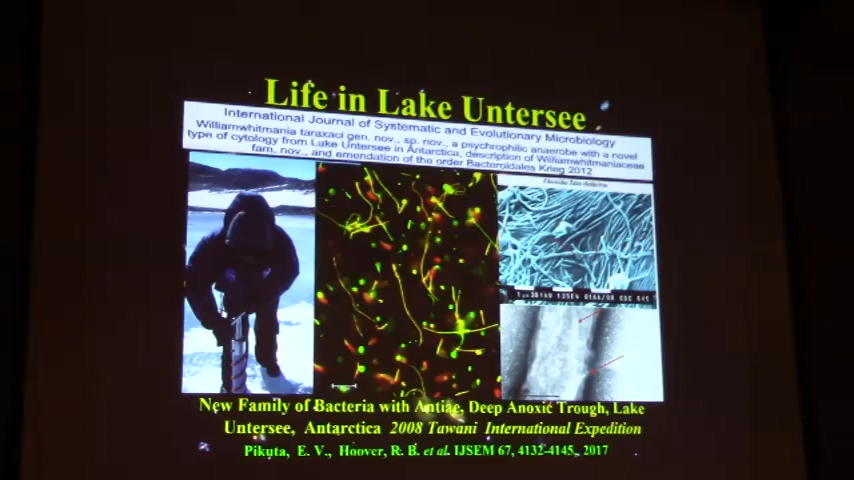 Life in Lake Untersee
International Journal of Systematic and Evolutionary Microbiology
Williamwhitmania taraxaci gen. nov., sp. nov., a psychrophilic anaerobe with a novel
type of cytology from Lake Untersee in Antarctica, description of Williamwhitmaniaceae
fam. nov., and emendation of the order Bacteroidales Krieg 2012
New Family of Bacteria with Antiae, Deep Anoxic Trough, Lake
Untersee, Antarctica 2008 Tawani International Expedition
Pikuta, E. V., Hoover, R. B. et al. IJSEM 67, 4132-4145, 2017